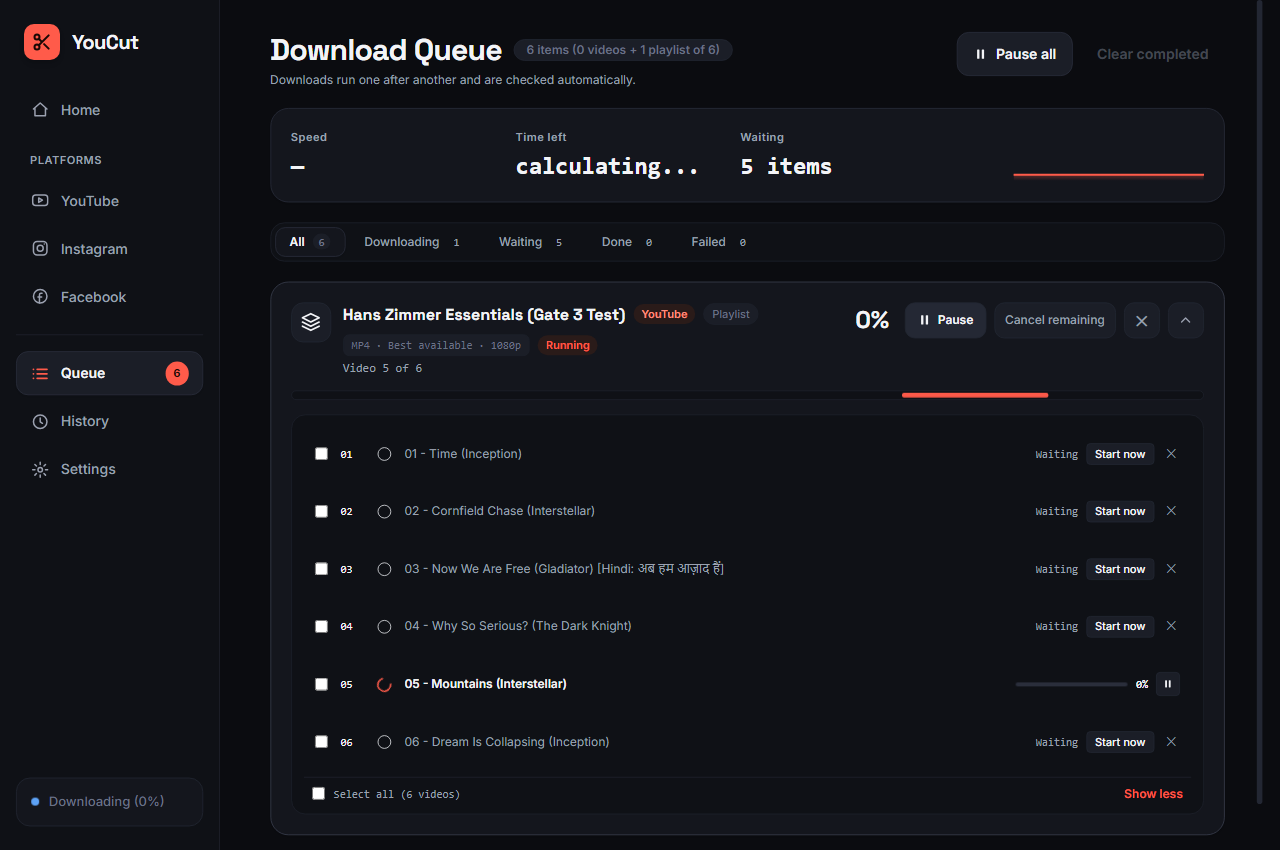 YouCut
Home
PLATFORMS
YouTube
Instagram
Facebook
Queue 6
History
Settings
Downloading (0%)
Download Queue 6 items (0 videos + 1 playlist of 6)
Downloads run one after another and are checked automatically.
Pause all Clear completed
Speed Time left Waiting
— calculating... 5 items
All 6 Downloading 1 Waiting 5 Done 0 Failed 0
Hans Zimmer Essentials (Gate 3 Test) YouTube Playlist
0% Pause Cancel remaining
MP4 · Best available · 1080p Running
Video 5 of 6
01 01 - Time (Inception) Waiting Start now
02 02 - Cornfield Chase (Interstellar) Waiting Start now
03 03 - Now We Are Free (Gladiator) [Hindi: अब हम आज़ाद हैं] Waiting Start now
04 04 - Why So Serious? (The Dark Knight) Waiting Start now
05 05 - Mountains (Interstellar) 0%
06 06 - Dream Is Collapsing (Inception) Waiting Start now
Select all (6 videos) Show less